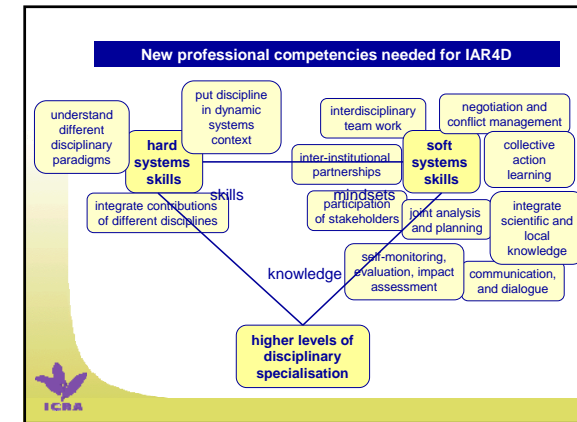 New professional competencies needed for IAR4D
put discipline
in dynamic
systems
context
understand
different
disciplinary
paradigms
hard
systems
skills
integrate contributions
of different disciplines
skills
interdisciplinary
team work
inter-institutional
partnerships
mindsets
participation
of stakeholders
soft
systems
skills
negotiation and
conflict management
collective
action
learning
joint analysis
and planning
integrate
scientific and
local
knowledge
self-monitoring,
evaluation, impact
assessment
communication,
and dialogue
knowledge
higher levels of
disciplinary
specialisation
ICRA